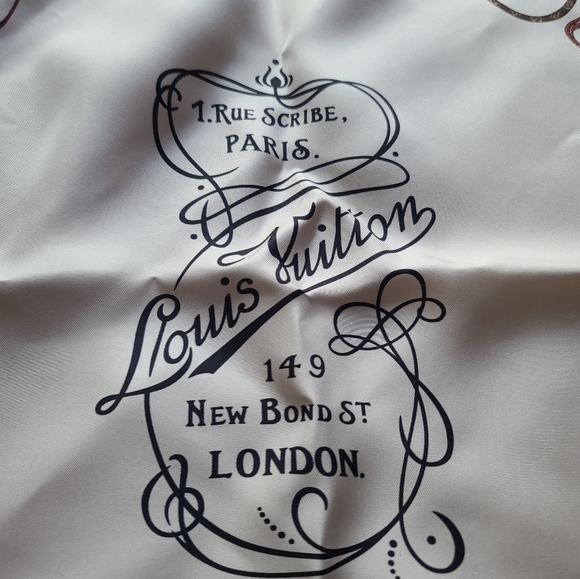 1. RUE SCRIBE,
PARIS.
Louis Vuitton
149
NEW BOND ST
LONDON.